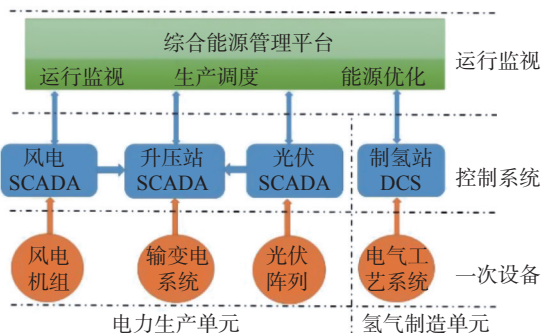 综合能源管理平台
运行监视 生产调度 能源优化
运行监视
风电 升压站 光伏 制氢站
SCADA SCADA SCADA DCS
控制系统
风电 输变电 光伏 电气工
机组 系统 阵列 艺系统
一次设备
电力生产单元 氢气制造单元